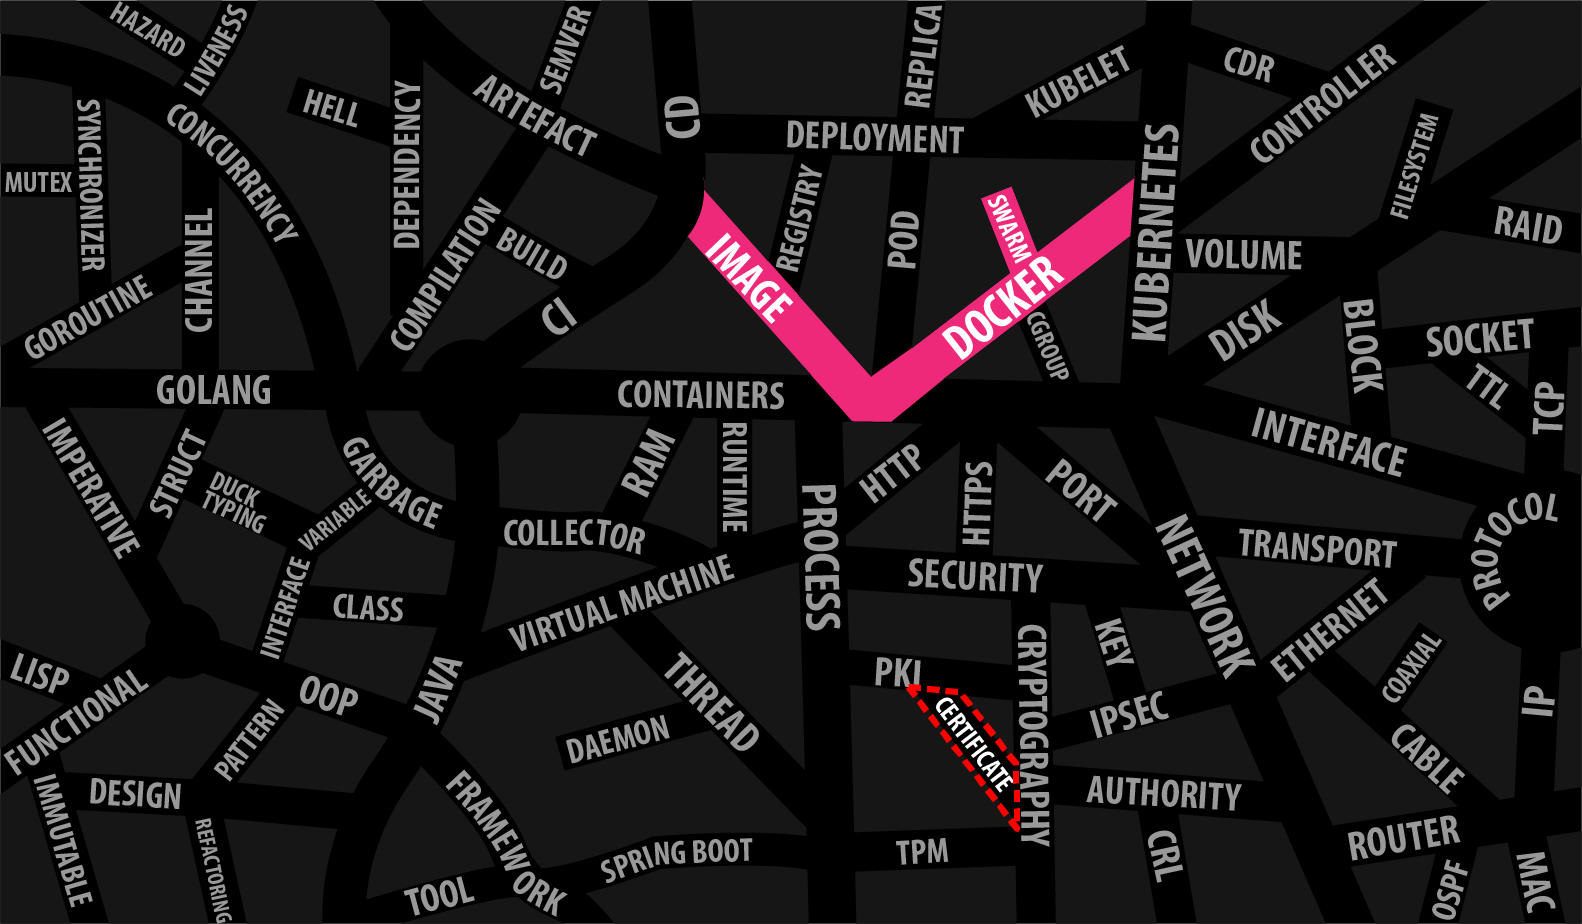 HAZARD
LIVENESS
SEMVER
REPLICA
KUBELET
CDR
CONTROLLER
SYNCHRONIZER
CONCURRENCY
HELL
DEPENDENCY
ARTEFACT
CD
DEPLOYMENT
KUBERNETES
FILESYSTEM
MUTEX
CHANNEL
COMPILATION
BUILD
REGISTRY
POD
SWARM
VOLUME
RAID
GOROUTINE
CI
IMAGE
DOCKER
CGROUP
DISK
BLOCK
SOCKET
TTL
TCP
GOLANG
CONTAINERS
IMPERATIVE
STRUCT
DUCK
TYPING
VARIABLE
GARBAGE
RAM
RUNTIME
HTTP
HTTPS
PORT
INTERFACE
COLLECTOR
PROCESS
NETWORK
TRANSPORT
PROTOCOL
INTERFACE
CLASS
VIRTUAL MACHINE
SECURITY
KEY
ETHERNET
COAXIAL
LISP
FUNCTIONAL
OOP
JAVA
THREAD
PKI
CERTIFICATE
CRYPTOGRAPHY
IPSEC
IP
PATTERN
DAEMON
CABLE
DESIGN
IMMUTABLE
REFACTORING
FRAMEWORK
AUTHORITY
TOOL
SPRING BOOT
TPM
CRL
ROUTER
OSPF
MAC